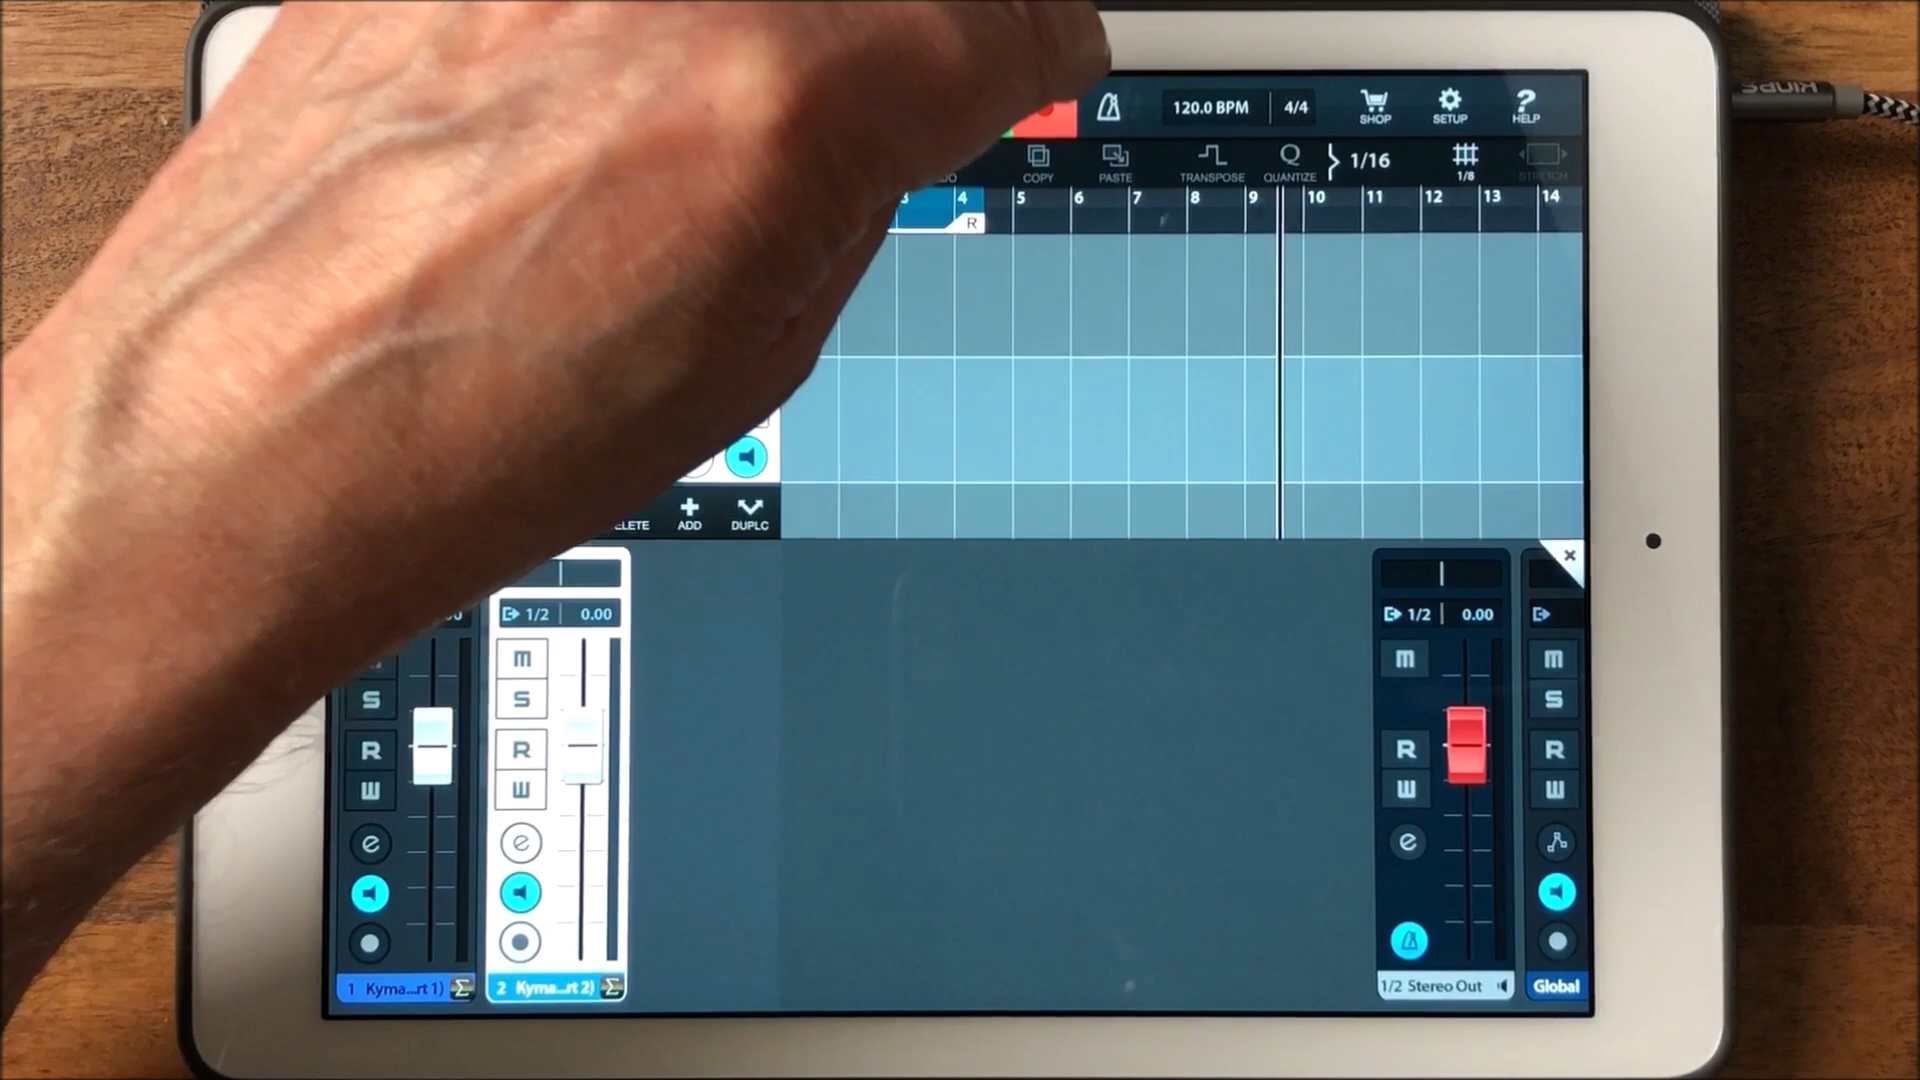 120.0 BPM 4/4
SHOP SETUP HELP
COPY PASTE TRANSPOSE QUANTIZE 1/16 1/8 STRETCH
Q
3 4 5 6 7 8 9 10 11 12 13 14
R
ELETE ADD DUPLC
1/2 0.00
1/2 0.00
m
S
R
W
e
m
S
R
W
e
m
R
W
e
m
S
R
W
1 Kyma...rt 1)
2 Kyma...rt 2)
1/2 Stereo Out
Global